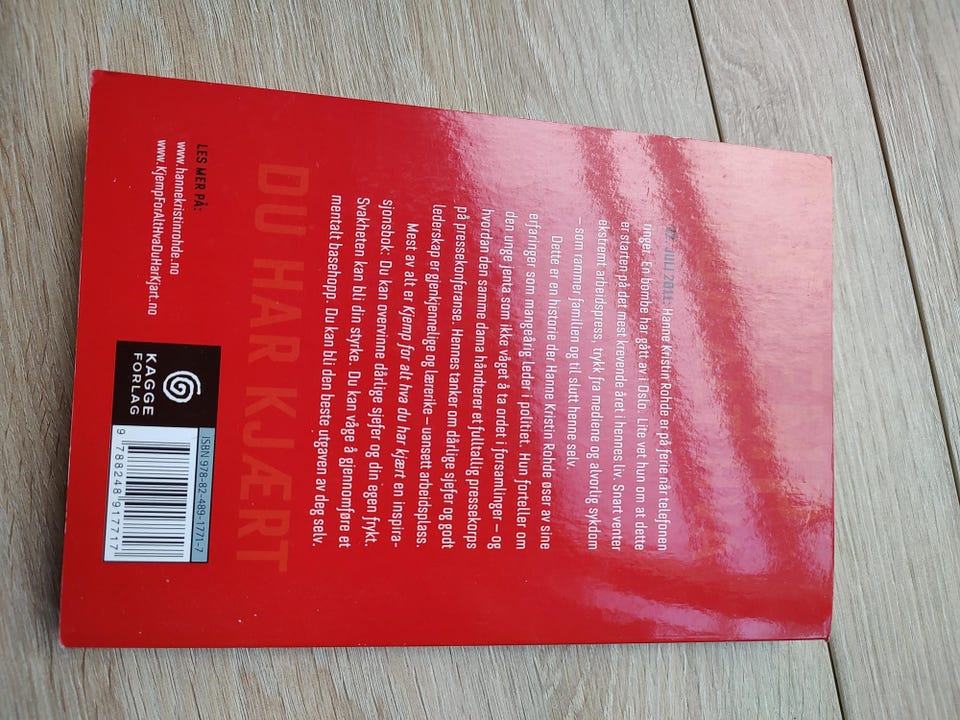 22. JULI 2011: Hanne Kristin Rohde er på ferie når telefonen
ringer. En bombe har gått av i Oslo. Lite vet hun om at dette
er starten på det mest krevende året i hennes liv. Snart venter
ekstremt arbeidspress, trykk fra mediene og alvorlig sykdom
– som rammer familien og til slutt henne selv.
Dette er en historie der Hanne Kristin Rohde øser av sine
erfaringer som mangeårig leder i politiet. Hun forteller om
den unge jenta som ikke våget å ta ordet i forsamlinger – og
hvordan den samme dama håndterer et fulltallig pressekorps
på pressekonferanse. Hennes tanker om dårlige sjefer og godt
lederskap er gjenkjennelige og lærerike – uansett arbeidsplass.
Mest av alt er Kjemp for alt hva du har kjært en inspira-
sjonsbok: Du kan overvinne dårlige sjefer og din egen frykt.
Svakheten kan bli din styrke. Du kan våge å gjennomføre et
mentalt basehopp. Du kan bli den beste utgaven av deg selv.
DU HAR KJÆRT
LES MER PÅ:
www.hannekristinrohde.no
www.KjempForAltHvaDuHarKjart.no
KAGGE
FORLAG
ISBN 978-82-489-1771-7
9 788248 917717